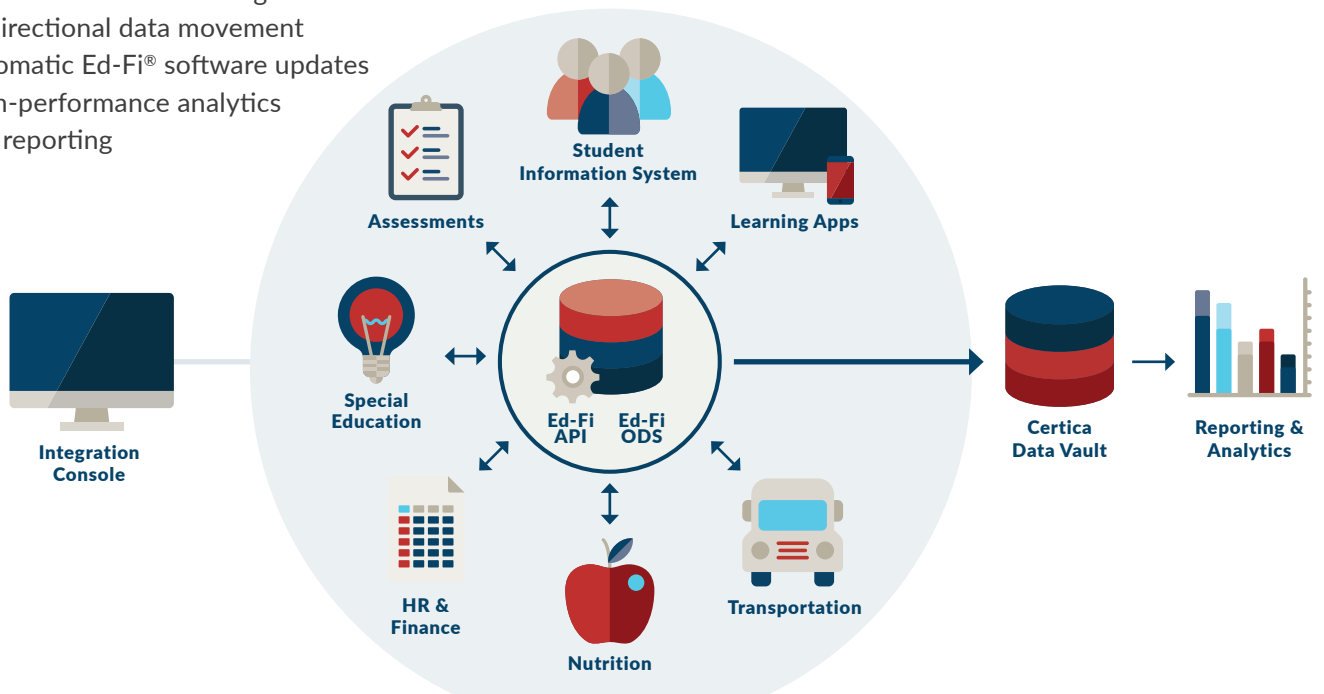 directional data movement
omatic Ed-Fi® software updates
-performance analytics
reporting
Student
Information System
Assessments
Learning Apps
Special
Education
Ed-Fi
API
Ed-Fi
ODS
Integration
Console
Certica
Data Vault
Reporting &
Analytics
HR &
Finance
Transportation
Nutrition